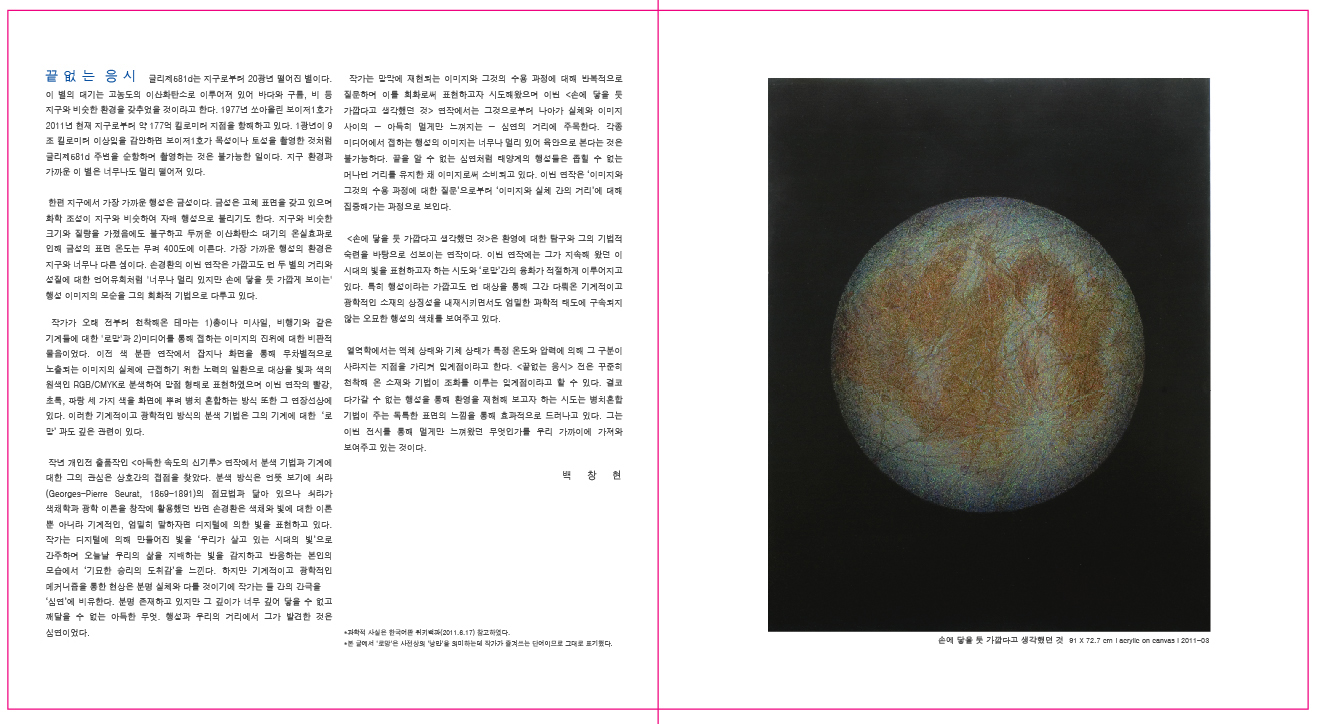 끝 없 는 응 시 글리제581d는 지구로부터 20광년 떨어진 별이다.
이 별의 대기는 고농도의 이산화탄소로 이루어져 있어 바다와 구름, 비 등
지구와 비슷한 환경을 갖추었을 것이라고 한다. 1977년 쏘아올린 보이저1호가
2011년 현재 지구로부터 약 177억 킬로미터 지점을 항해하고 있다. 1광년이 9
조 킬로미터 이상임을 감안하면 보이저1호가 목성이나 토성을 촬영한 것처럼
글리제581d 주변을 순항하며 촬영하는 것은 불가능한 일이다. 지구 환경과
가까운 이 별은 너무나도 멀리 떨어져 있다.
한편 지구에서 가장 가까운 행성은 금성이다. 금성은 고체 표면을 갖고 있으며
화학 조성이 지구와 비슷하여 자매 행성으로 불리기도 한다. 지구와 비슷한
크기와 질량을 가졌음에도 불구하고 두꺼운 이산화탄소 대기의 온실효과로
인해 금성의 표면 온도는 무려 400도에 이른다. 가장 가까운 행성의 환경은
지구와 너무나 다른 셈이다. 손경환의 이번 연작은 가깝고도 먼 두 별의 거리와
성질에 대한 언어유희처럼 ‘너무나 멀리 있지만 손에 닿을 듯 가깝게 보이는’
행성 이미지의 모순을 그의 회화적 기법으로 다루고 있다.
작가가 오래 전부터 천착해온 테마는 1)총이나 미사일, 비행기와 같은
기계들에 대한 ‘로망’과 2)미디어를 통해 접하는 이미지의 진위에 대한 비판적
물음이었다. 이전 색 분판 연작에서 잡지나 화면을 통해 무차별적으로
노출되는 이미지의 실체에 근접하기 위한 노력의 일환으로 대상을 빛과 색의
원색인 RGB/CMYK로 분색하여 망점 형태로 표현하였으며 이번 연작의 빨강,
초록, 파랑 세 가지 색을 화면에 뿌려 병치 혼합하는 방식 또한 그 연장선상에
있다. 이러한 기계적이고 광학적인 방식의 분색 기법은 그의 기계에 대한 ‘로
망’ 과도 깊은 관련이 있다.
작년 개인전 출품작인 <아득한 속도의 신기루> 연작에서 분색 기법과 기계에
대한 그의 관심은 상호간의 접점을 찾았다. 분색 방식은 언뜻 보기에 쇠라
(Georges-Pierre Seurat, 1859-1891)의 점묘법과 닮아 있으나 쇠라가
색채학과 광학 이론을 창작에 활용했던 반면 손경환은 색채와 빛에 대한 이론
뿐 아니라 기계적인, 엄밀히 말하자면 디지털에 의한 빛을 표현하고 있다.
작가는 디지털에 의해 만들어진 빛을 ‘우리가 살고 있는 시대의 빛’으로
간주하며 오늘날 우리의 삶을 지배하는 빛을 감지하고 반응하는 본인의
모습에서 ‘기묘한 승리의 도취감’을 느낀다. 하지만 기계적이고 광학적인
메커니즘을 통한 현상은 분명 실체와 다를 것이기에 작가는 둘 간의 간극을
‘심연’에 비유한다. 분명 존재하고 있지만 그 깊이가 너무 깊어 닿을 수 없고
깨달을 수 없는 아득한 무엇. 행성과 우리의 거리에서 그가 발견한 것은
심연이었다.
작가는 망막에 재현되는 이미지와 그것의 수용 과정에 대해 반복적으로
질문하며 이를 회화로써 표현하고자 시도해왔으며 이번 <손에 닿을 듯
가깝다고 생각했던 것> 연작에서는 그것으로부터 나아가 실체와 이미지
사이의 – 아득히 멀게만 느껴지는 – 심연의 거리에 주목한다. 각종
미디어에서 접하는 행성의 이미지는 너무나 멀리 있어 육안으로 본다는 것은
불가능하다. 끝을 알 수 없는 심연처럼 태양계의 행성들은 좁힐 수 없는
머나먼 거리를 유지한 채 이미지로써 소비되고 있다. 이번 연작은 ‘이미지와
그것의 수용 과정에 대한 질문’으로부터 ‘이미지와 실체 간의 거리’에 대해
집중해가는 과정으로 보인다.
<손에 닿을 듯 가깝다고 생각했던 것>은 환영에 대한 탐구와 그의 기법적
숙련을 바탕으로 선보이는 연작이다. 이번 연작에는 그가 지속해 왔던 이
시대의 빛을 표현하고자 하는 시도와 ‘로망’간의 융화가 적절하게 이루어지고
있다. 특히 행성이라는 가깝고도 먼 대상을 통해 그간 다뤄온 기계적이고
광학적인 소재의 상징성을 내재시키면서도 엄밀한 과학적 태도에 구속되지
않는 오묘한 행성의 색채를 보여주고 있다.
열역학에서는 액체 상태와 기체 상태가 특정 온도와 압력에 의해 그 구분이
사라지는 지점을 가리켜 임계점이라고 한다. <끝없는 응시> 전은 꾸준히
천착해 온 소재와 기법이 조화를 이루는 임계점이라고 할 수 있다. 결코
다가갈 수 없는 행성을 통해 환영을 재현해 보고자 하는 시도는 병치혼합
기법이 주는 독특한 표면의 느낌을 통해 효과적으로 드러나고 있다. 그는
이번 전시를 통해 멀게만 느껴왔던 무엇인가를 우리 가까이에 가져와
보여주고 있는 것이다.
백 창 현
*과학적 사실은 한국어판 위키백과(2011.6.17) 참고하였다.
*본 글에서 ‘로망’은 사전상의 ‘낭만’을 의미하는데 작가가 즐겨쓰는 단어이므로 그대로 표기했다.
손에 닿을 듯 가깝다고 생각했던 것 91 X 72.7 cm l acrylic on canvas l 2011-03